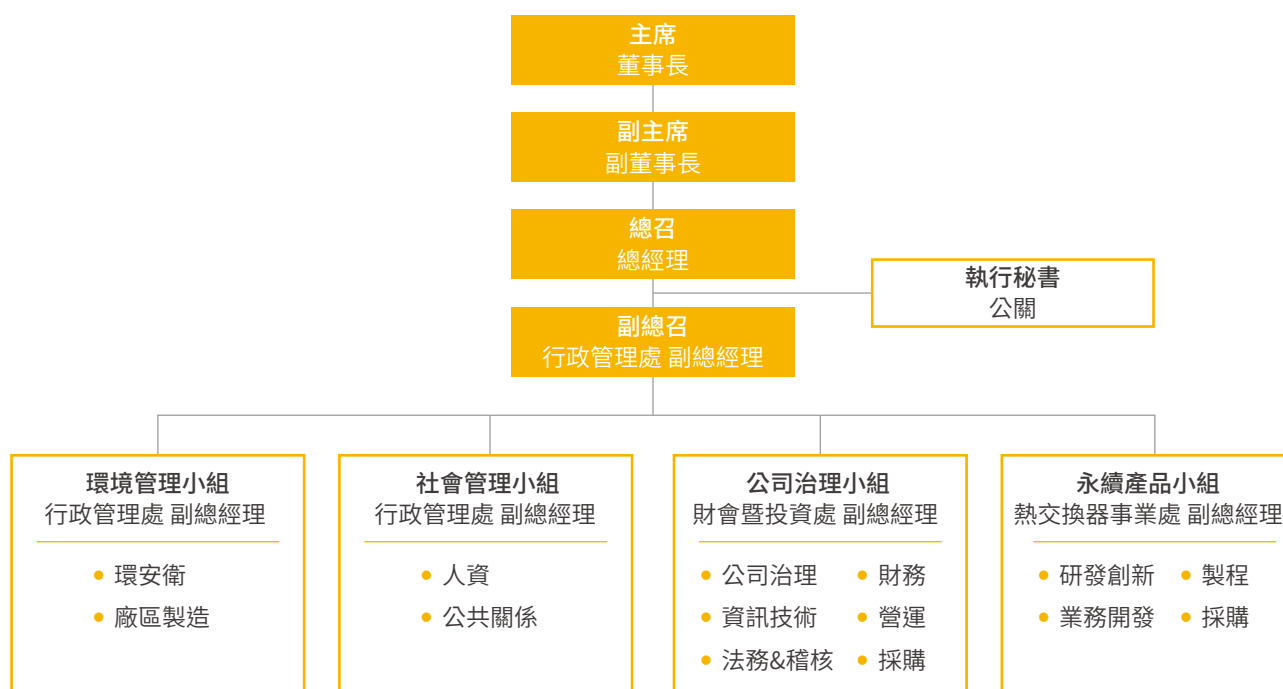 主席
董事長
副主席
副董事長
總召
總經理
執行秘書
公關
副總召
行政管理處 副總經理
環境管理小組
行政管理處 副總經理
環安衛
廠區製造
社會管理小組
行政管理處 副總經理
人資
公共關係
公司治理小組
財會暨投資處 副總經理
公司治理
財務
資訊技術
營運
法務&稽核
採購
永續產品小組
熱交換器事業處 副總經理
研發創新
製程
業務開發
採購